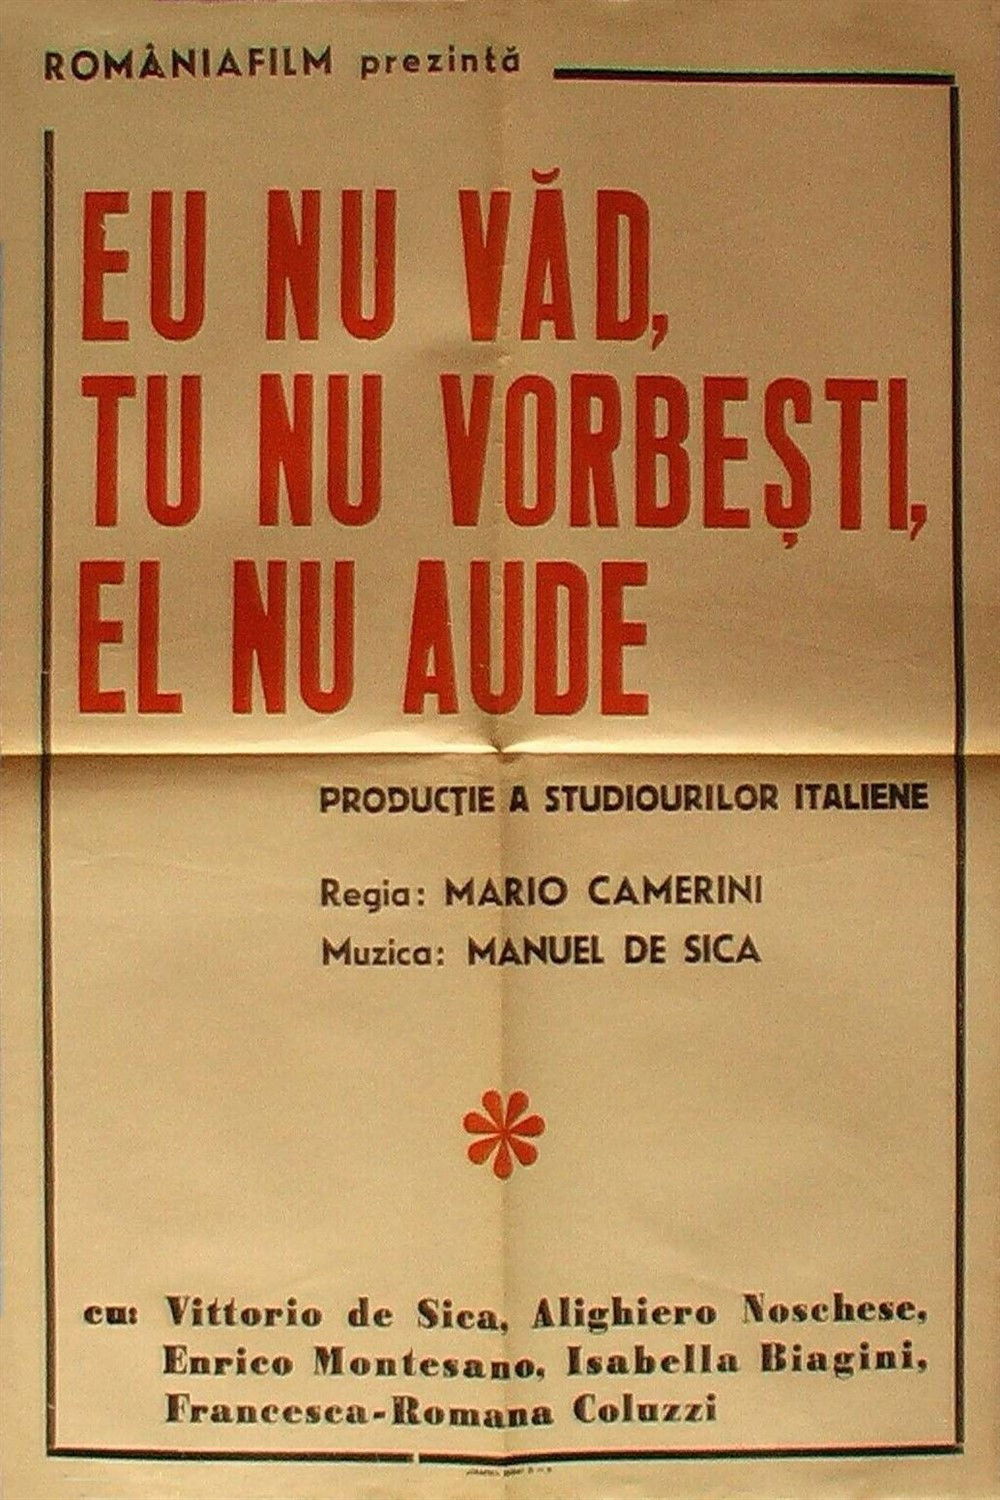 ROMÂNIAFILM prezintă
EU NU VĂD,
TU NU VORBEȘTI,
EL NU AUDE
PRODUCȚIE A STUDIOURILOR ITALIENE
Regia: MARIO CAMERINI
Muzica: MANUEL DE SICA
cu: Vittorio de Sica, Alighiero Noschese,
Enrico Montesano, Isabella Biagini,
Francesca-Romana Coluzzi